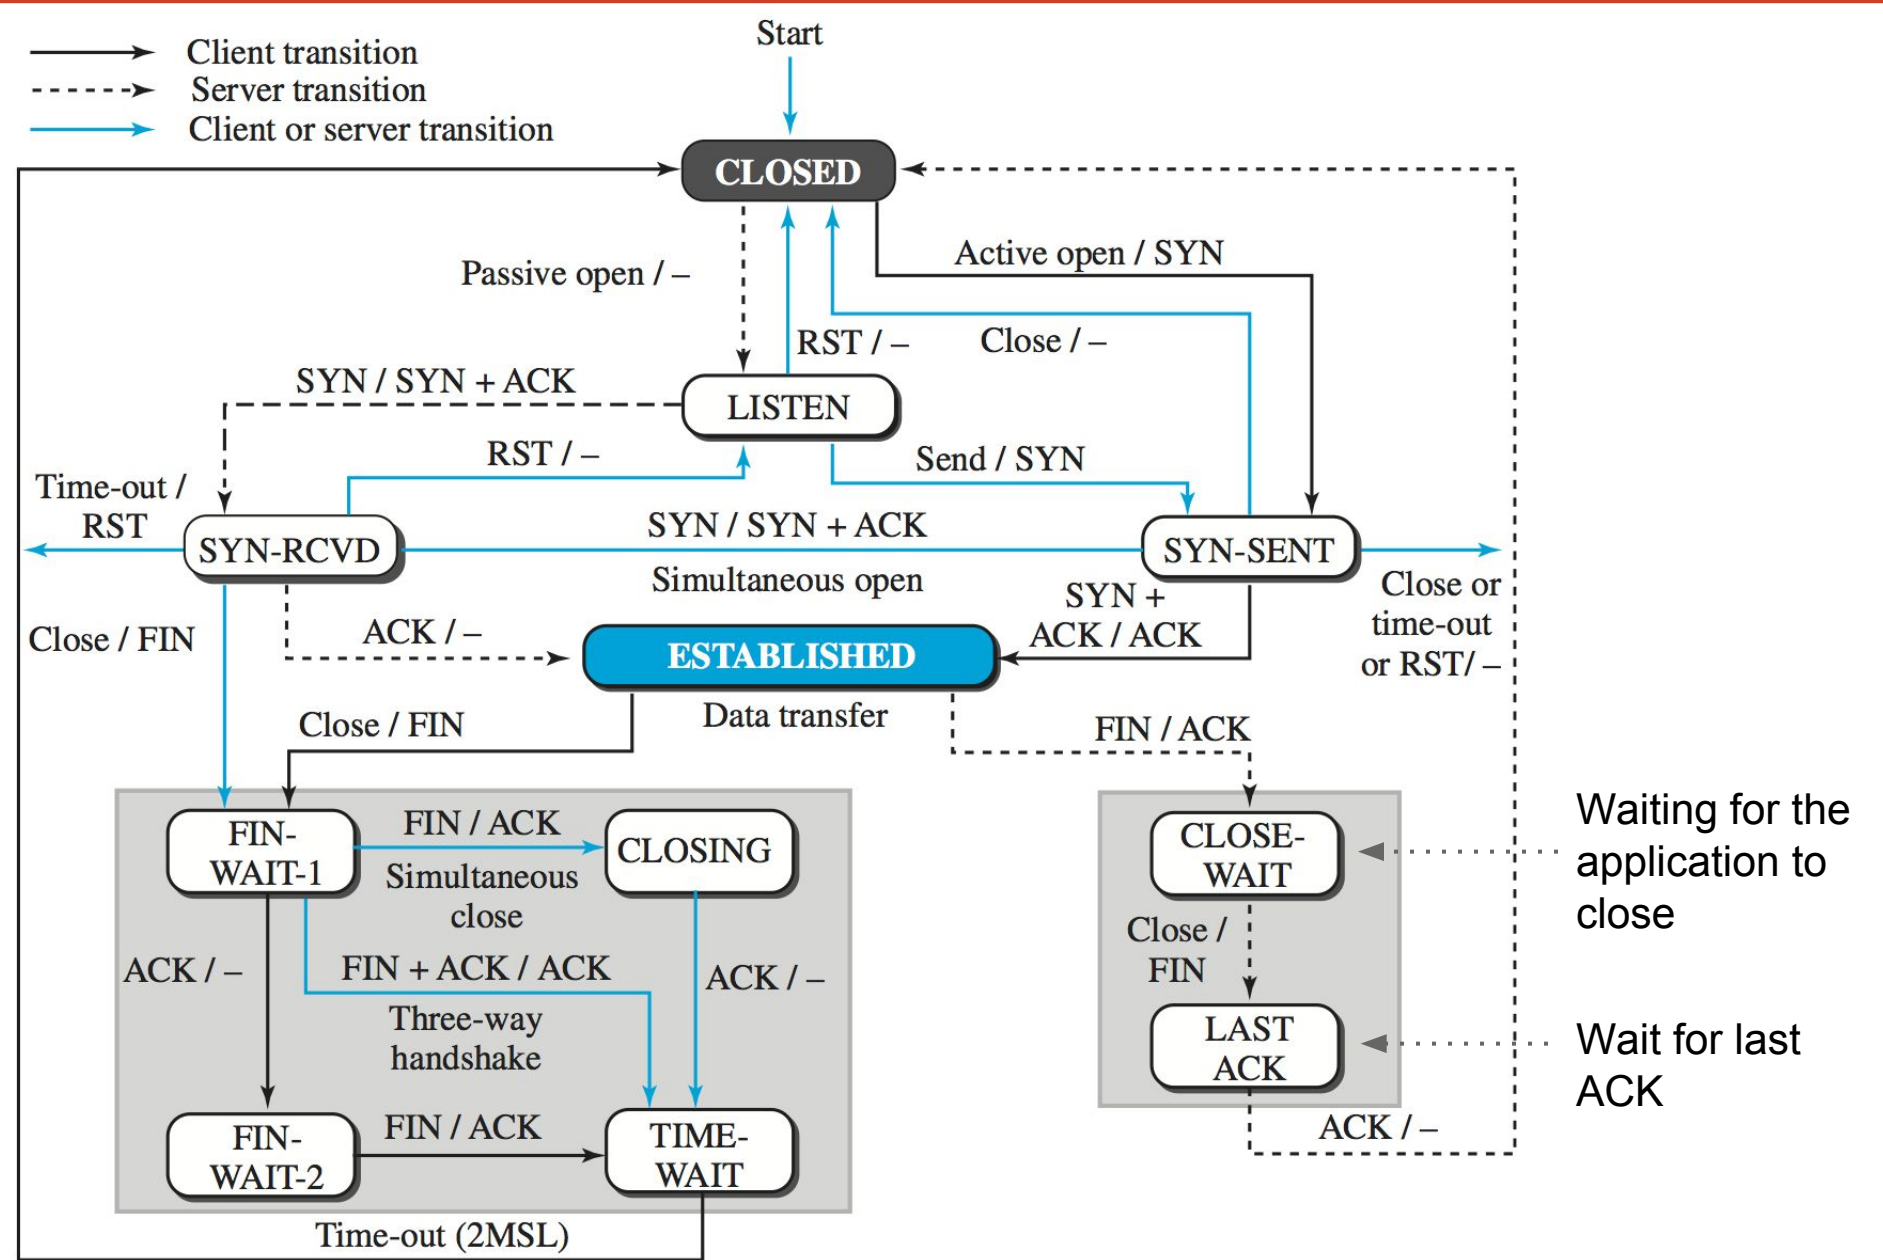 Start
Client transition
Server transition
Client or server transition
CLOSED
Active open / SYN
Passive open / –
RST / –
Close / –
SYN / SYN + ACK
LISTEN
RST / –
Send / SYN
Time-out /
RST
SYN-RCVD
SYN / SYN + ACK
Simultaneous open
SYN-SENT
Close or
time-out
or RST/ –
SYN +
ACK / ACK
Close / FIN
ACK / –
ESTABLISHED
Data transfer
Close / FIN
FIN / ACK
FIN-
WAIT-1
FIN / ACK
Simultaneous
close
CLOSING
CLOSE-
WAIT
Waiting for the
application to
close
Close /
FIN
ACK / –
FIN + ACK / ACK
Three-way
handshake
ACK / –
LAST
ACK
Wait for last
ACK
FIN-
WAIT-2
FIN / ACK
TIME-
WAIT
ACK / –
Time-out (2MSL)